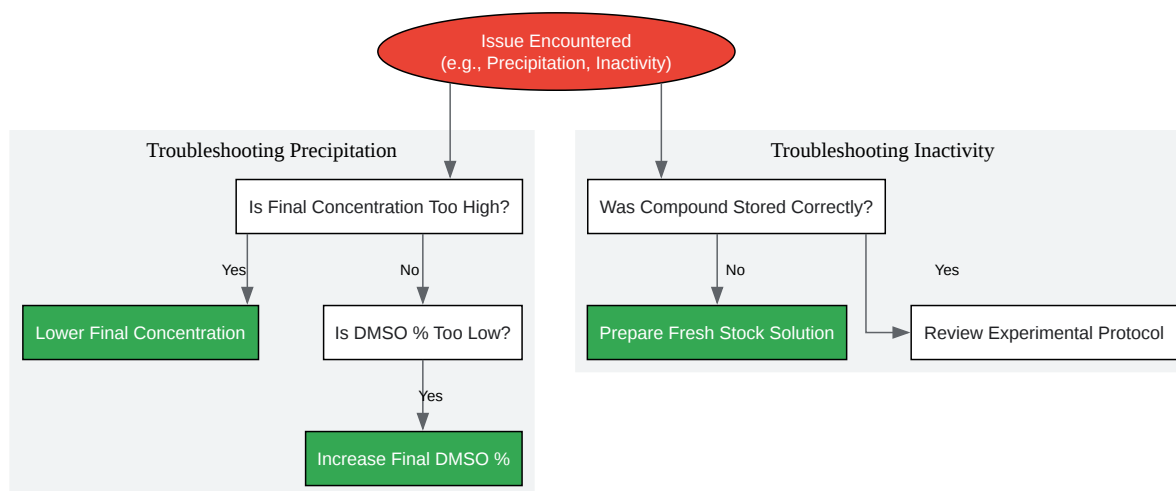 Issue Encountered
(e.g., Precipitation, Inactivity)
Troubleshooting Precipitation
Is Final Concentration Too High?
Yes
No
Lower Final Concentration
Is DMSO % Too Low?
Yes
Increase Final DMSO %
Troubleshooting Inactivity
Was Compound Stored Correctly?
No
Yes
Prepare Fresh Stock Solution
Review Experimental Protocol